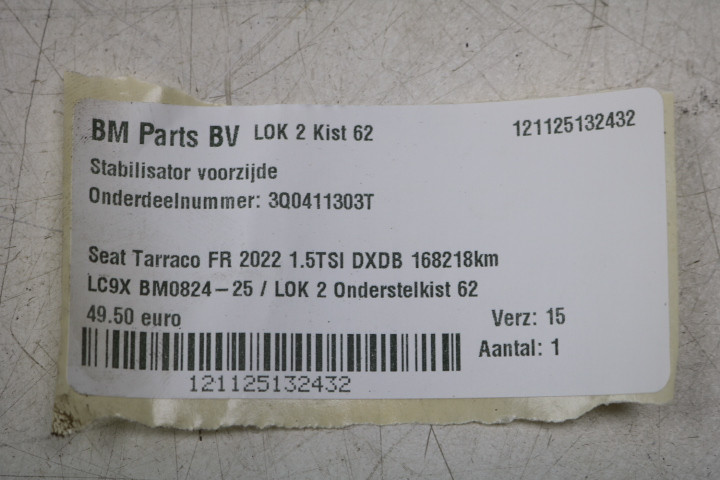 BM Parts BV LOK 2 Kist 62 121125132432
Stabilisator voorzijde
Onderdeelnummer: 3Q0411303T
Seat Tarraco FR 2022 1.5TSI DXDB 168218km
LC9X BM0824-25 / LOK 2 Onderstelkist 62
49.50 euro Verz: 15
Aantal: 1
121125132432